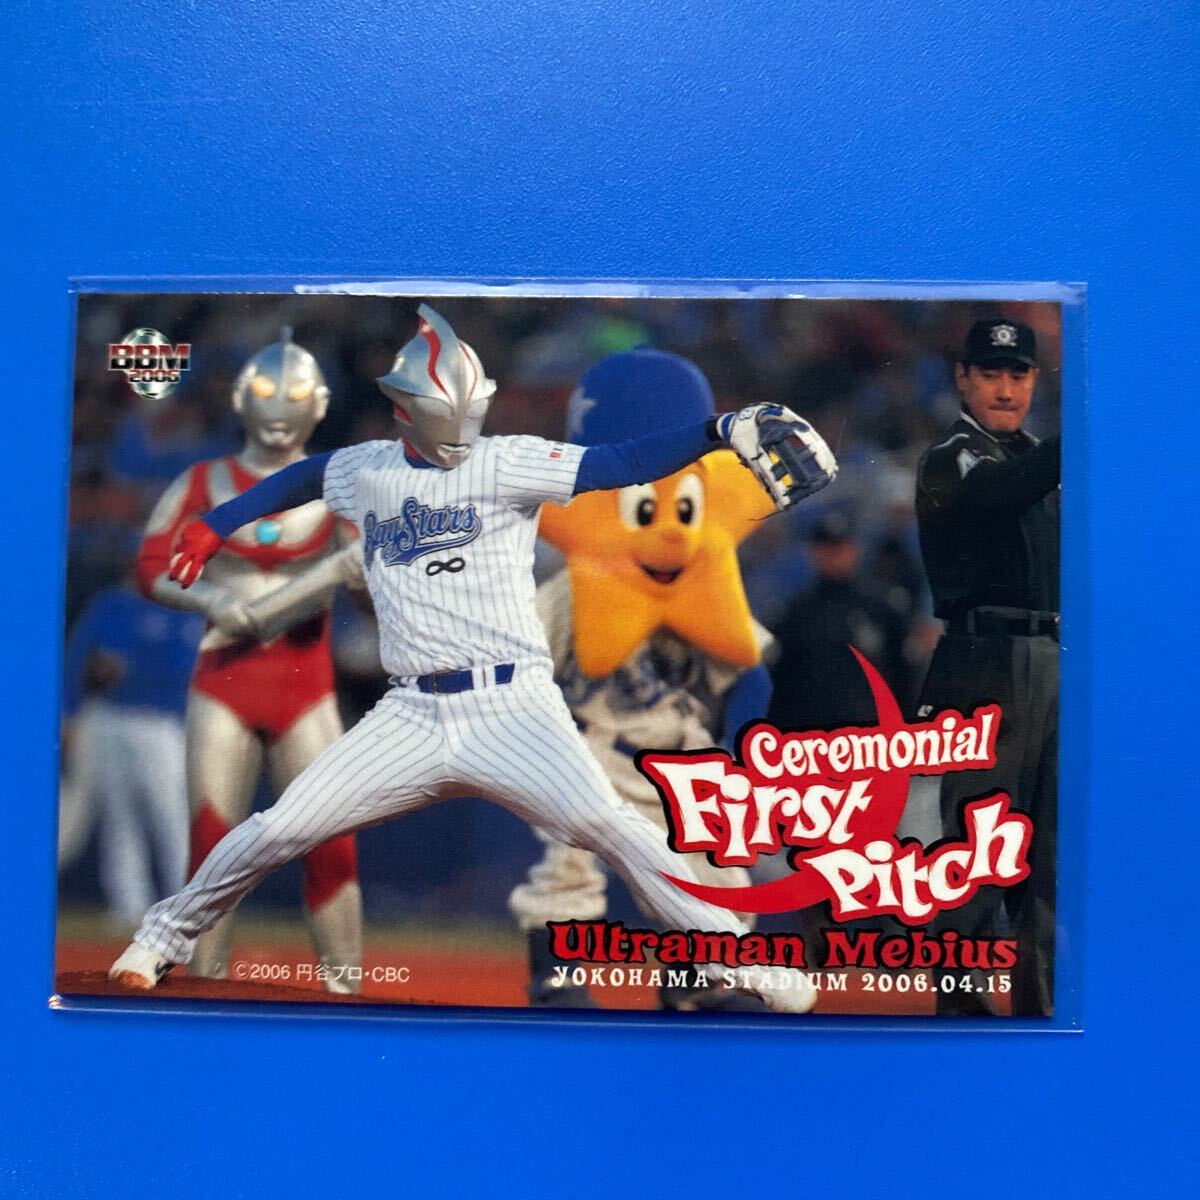 BBM
2006
BayStars
∞
Ceremonial
First
Pitch
Ultraman Mebius
YOKOHAMA STADIUM 2006.04.15
©2006 円谷プロ・CBC